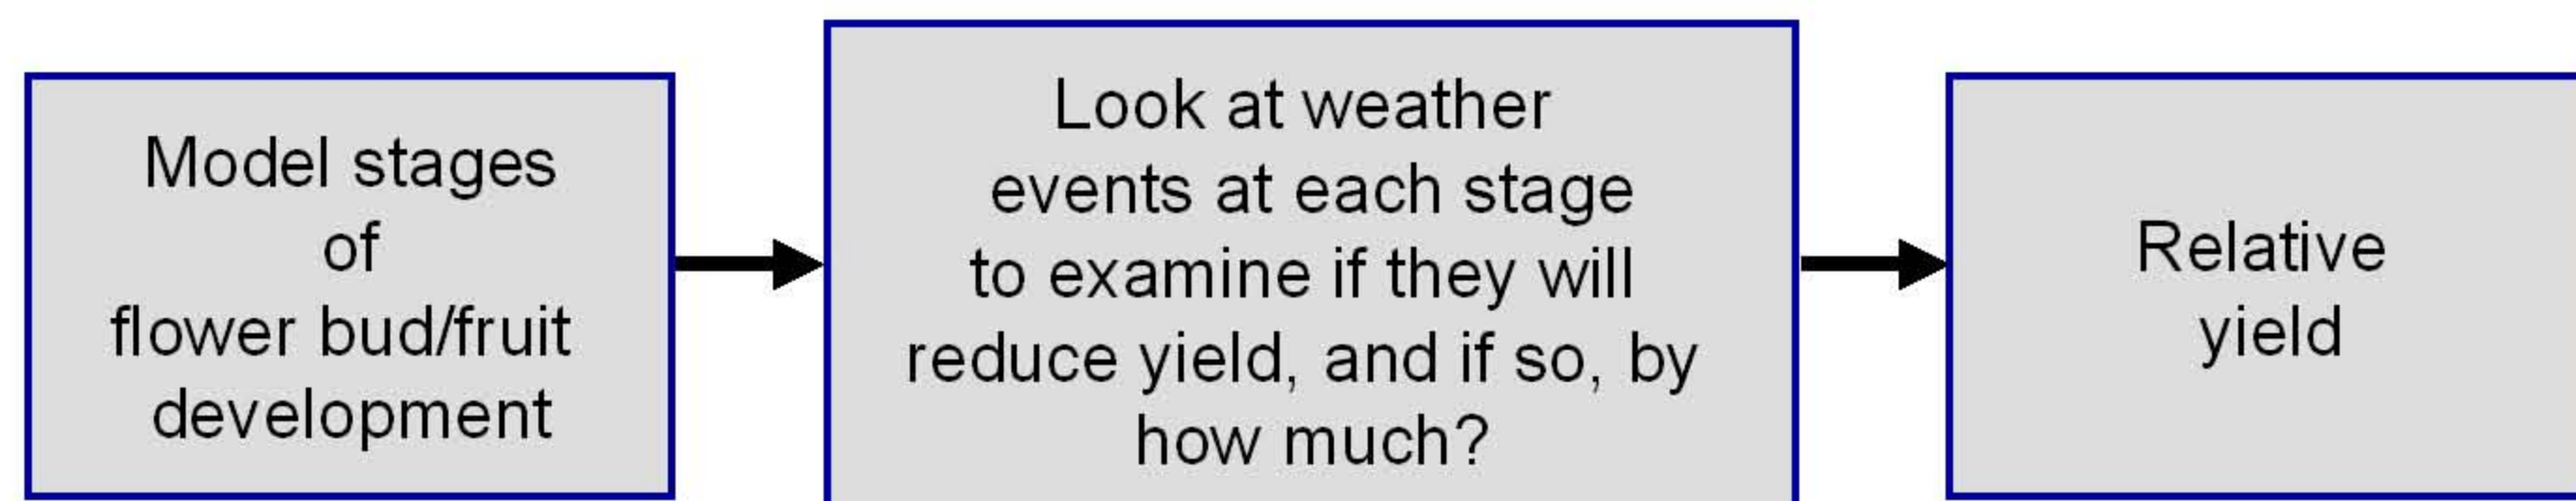 Model stages
of
flower bud/fruit
development
Look at weather
events at each stage
to examine if they will
reduce yield, and if so, by
how much?
Relative
yield